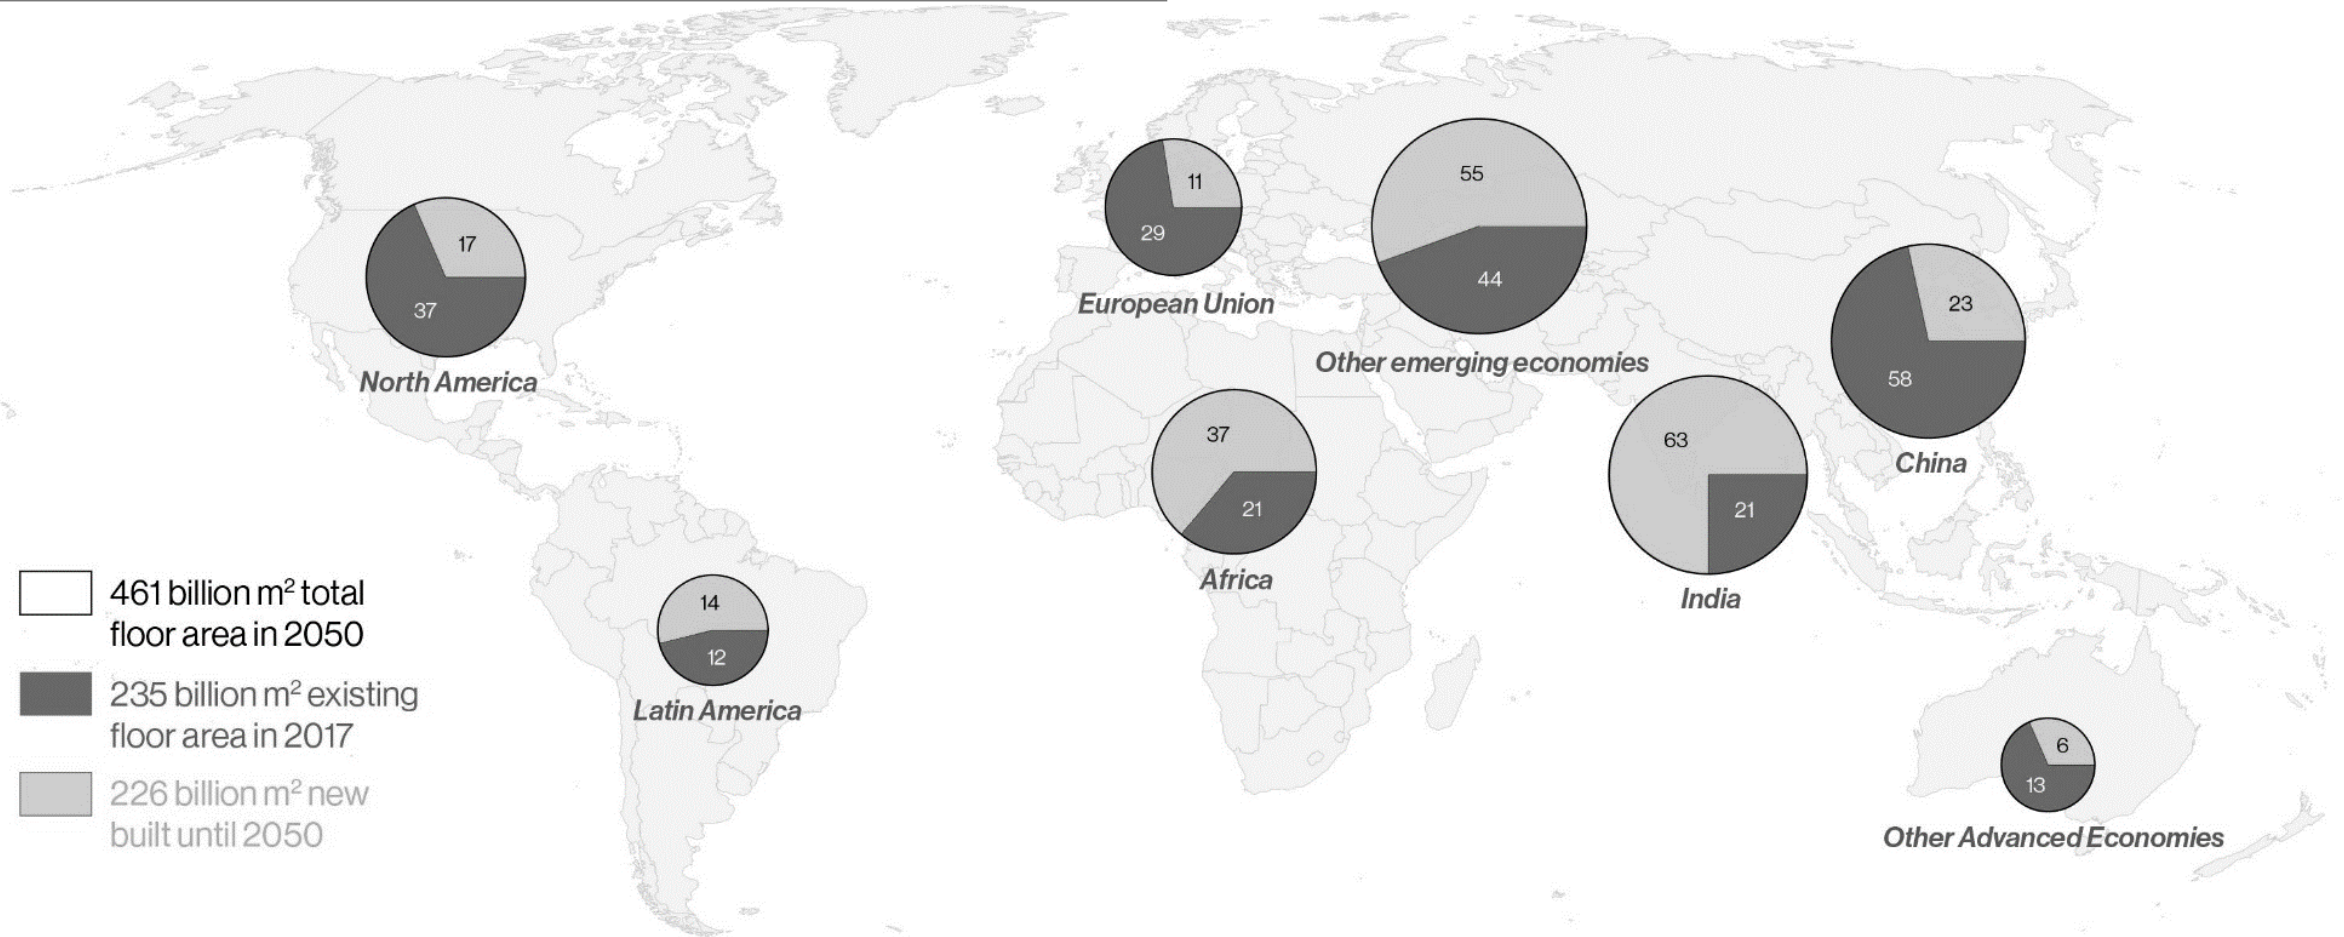 55
11
29
17
44
37
23
European Union
58
Other emerging economies
North America
37
63
China
21
21
Africa
461 billion m² total
floor area in 2050
India
14
12
235 billion m² existing
floor area in 2017
Latin America
6
13
226 billion m² new
built until 2050
Other Advanced Economies